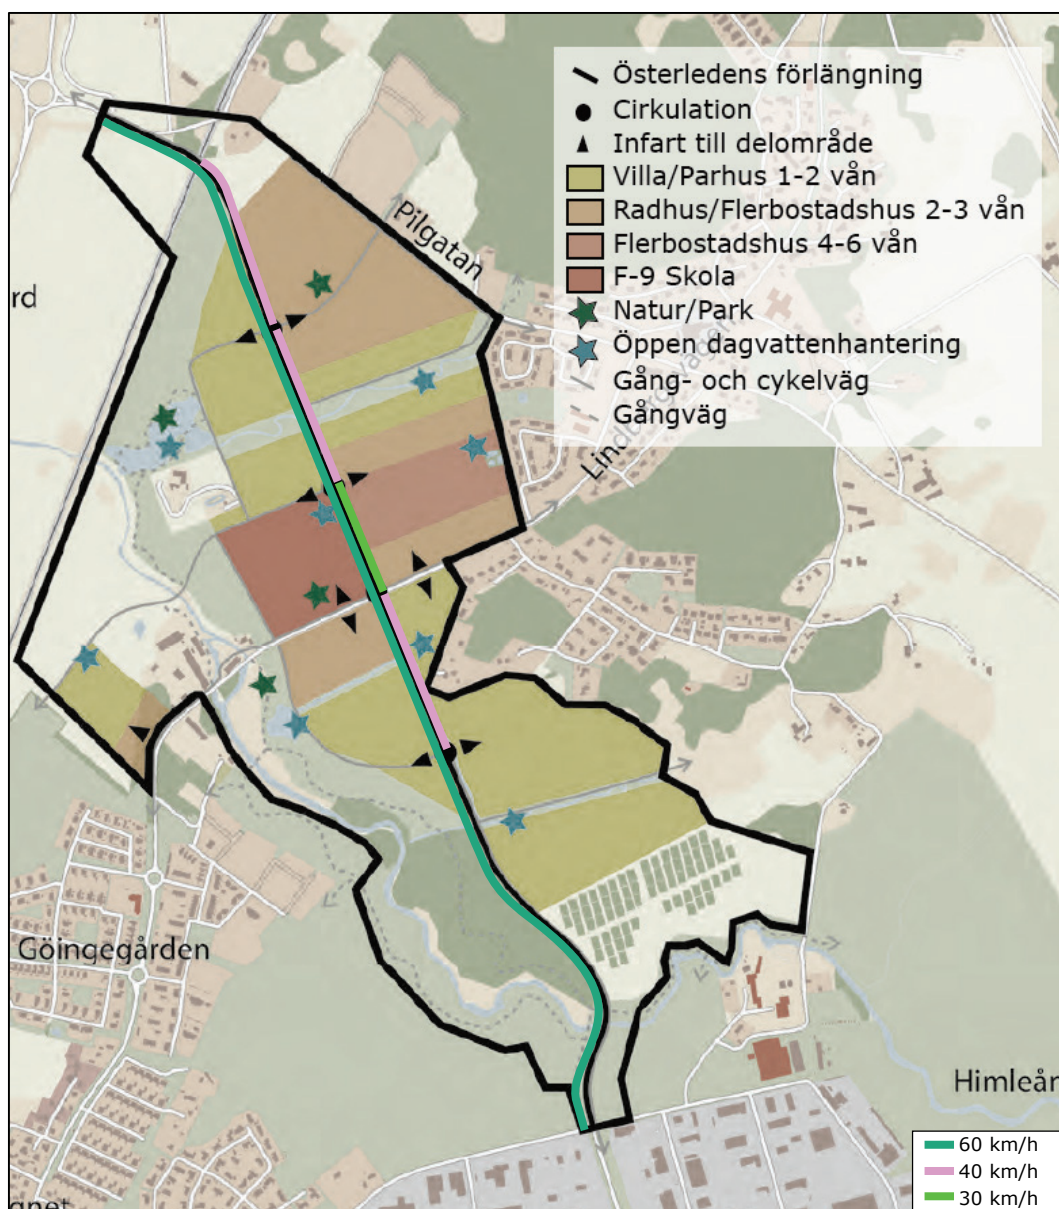 Österledens förlängning
Cirkulation
Infart till delområde
Villa/Parhus 1-2 vån
Radhus/Flerbostadshus 2-3 vån
Flerbostadshus 4-6 vån
F-9 Skola
Natur/Park
Öppen dagvattenhantering
Gång- och cykelväg
Gångväg
Pilgatan
rd
Göingegården
Himleån
60 km/h
40 km/h
30 km/h